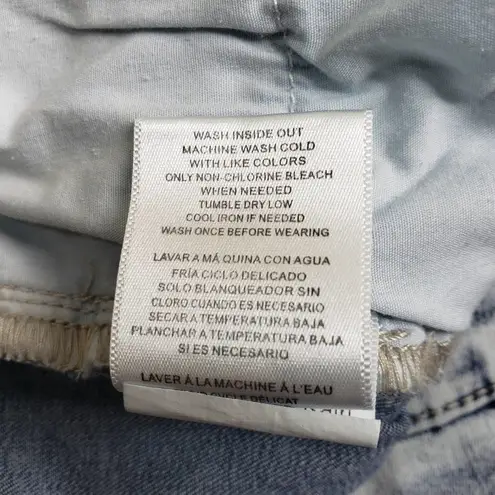 WASH INSIDE OUT
MACHINE WASH COLD
WITH LIKE COLORS
ONLY NON-CHLORINE BLEACH
WHEN NEEDED
TUMBLE DRY LOW
COOL IRON IF NEEDED
WASH ONCE BEFORE WEARING
LAVAR A MÁ QUINA CON AGUA
FRÍA CICLO DELICADO
SOLO BLANQUEADOR SIN
CLORO CUANDO ES NECESARIO
SECAR A TEMPERATURA BAJA
PLANCHAR A TEMPERATURA BAJA
SI ES NECESARIO
LAVER À LA MACHINE À L'EAU
CYCLE DÉLICAT